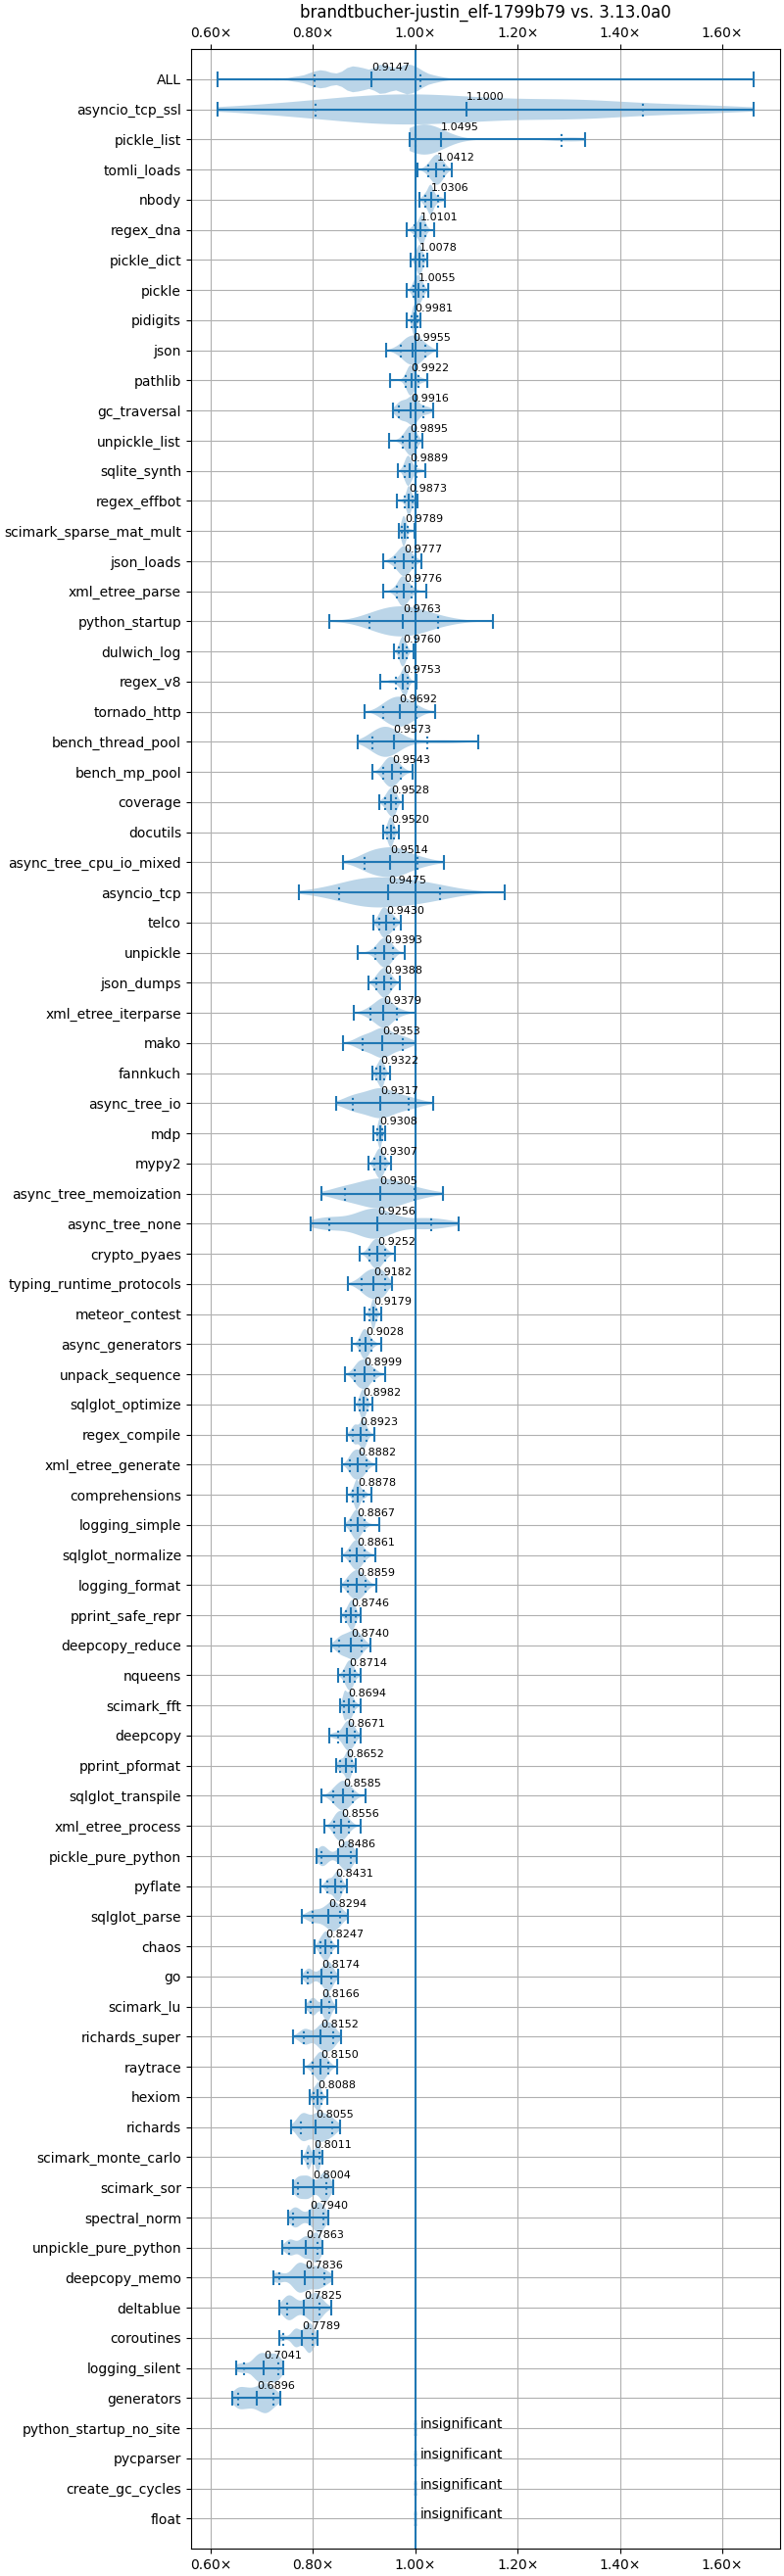 brandtbucher-justin_elf-1799b79 vs. 3.13.0a0
0.60× 0.80× 1.00× 1.20× 1.40× 1.60×
ALL 0.9147
asyncio_tcp_ssl 1.1000
pickle_list 1.0495
tomli_loads 1.0412
nbody 1.0306
regex_dna 1.0101
pickle_dict 1.0078
pickle 1.0055
pidigits 0.9981
json 0.9955
pathlib 0.9922
gc_traversal 0.9916
unpickle_list 0.9895
sqlite_synth 0.9889
regex_effbot 0.9873
scimark_sparse_mat_mult 0.9789
json_loads 0.9777
xml_etree_parse 0.9776
python_startup 0.9763
dulwich_log 0.9760
regex_v8 0.9753
tornado_http 0.9692
bench_thread_pool 0.9573
bench_mp_pool 0.9543
coverage 0.9528
docutils 0.9520
async_tree_cpu_io_mixed 0.9514
asyncio_tcp 0.9475
telco 0.9430
unpickle 0.9393
json_dumps 0.9388
xml_etree_iterparse 0.9379
mako 0.9353
fannkuch 0.9322
async_tree_io 0.9317
mdp 0.9308
mypy2 0.9307
async_tree_memoization 0.9305
async_tree_none 0.9256
crypto_pyaes 0.9252
typing_runtime_protocols 0.9182
meteor_contest 0.9179
async_generators 0.9028
unpack_sequence 0.8999
sqlglot_optimize 0.8982
regex_compile 0.8923
xml_etree_generate 0.8882
comprehensions 0.8878
logging_simple 0.8867
sqlglot_normalize 0.8861
logging_format 0.8859
pprint_safe_repr 0.8746
deepcopy_reduce 0.8740
nqueens 0.8714
scimark_fft 0.8694
deepcopy 0.8671
pprint_pformat 0.8652
sqlglot_transpile 0.8585
xml_etree_process 0.8556
pickle_pure_python 0.8486
pyflate 0.8431
sqlglot_parse 0.8294
chaos 0.8247
go 0.8174
scimark_lu 0.8166
richards_super 0.8152
raytrace 0.8150
hexiom 0.8088
richards 0.8055
scimark_monte_carlo 0.8011
scimark_sor 0.8004
spectral_norm 0.7940
unpickle_pure_python 0.7863
deepcopy_memo 0.7836
deltablue 0.7825
coroutines 0.7789
logging_silent 0.7041
generators 0.6896
python_startup_no_site insignificant
pycparser insignificant
create_gc_cycles insignificant
float insignificant
0.60× 0.80× 1.00× 1.20× 1.40× 1.60×